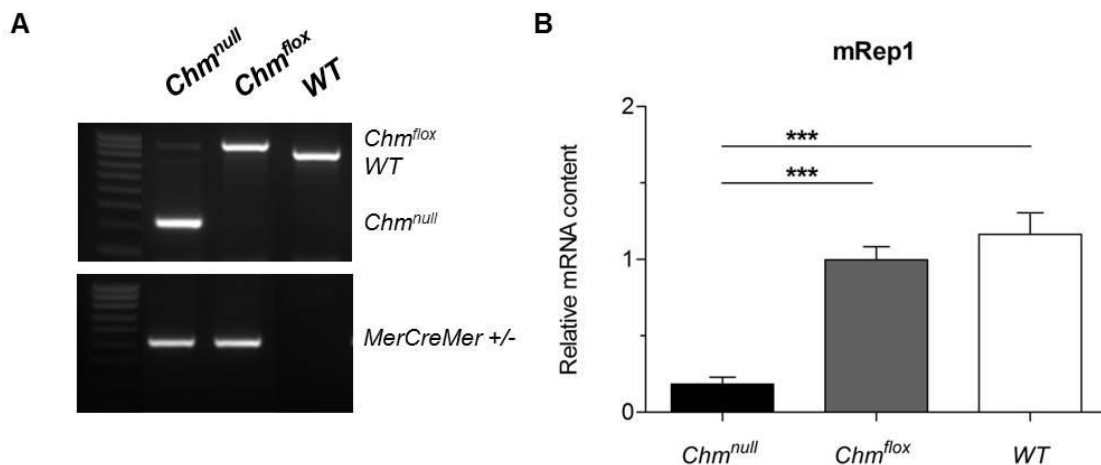 A
Chm^null
Chm^flox
WT
Chm^flox
WT
Chm^null
MerCreMer +/-
B
mRep1
Relative mRNA content
2
1
0
***
***
Chm^null
Chm^flox
WT